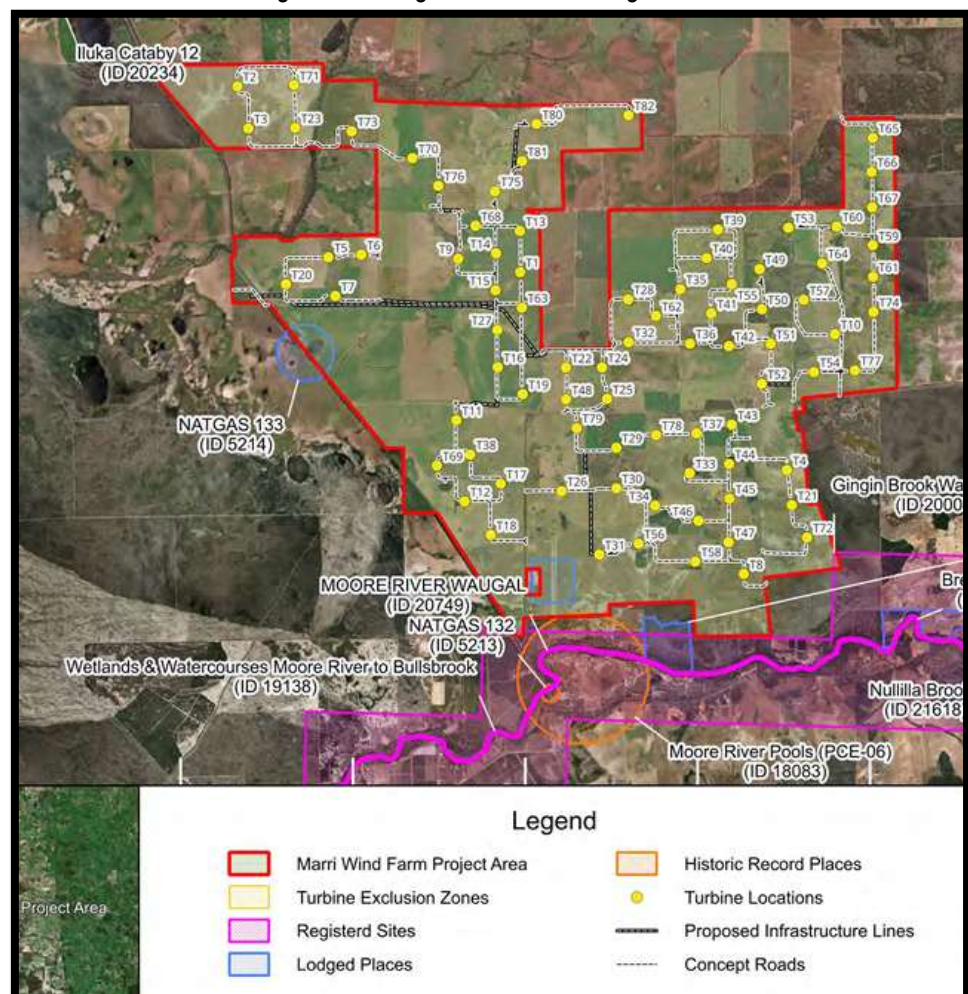 Iluka Cataby 12
(ID 20234)
T2
T71
T3
T23
T73
T70
T76
T80
T82
T81
T75
T65
T66
T67
T68
T13
T39
T53
T60
T59
T5
T6
T9
T14
T40
T49
T64
T61
T20
T7
T15
T1
T35
T28
T55
T50
T57
T74
T63
T62
T41
T27
T32
T36
T42
T51
T10
T16
T22
T24
T52
T54
T77
T19
T48
T25
NATGAS 133
(ID 5214)
T11
T79
T78
T37
T43
T38
T29
T69
T17
T33
T44
T4
T12
T26
T30
T34
T45
T21
Gingin Brook Wa
(ID 2000
T18
T46
T31
T56
T47
T72
T58
T8
MOORE RIVER WAUGAL
(ID 20749)
NATGAS 132
(ID 5213)
Bre
(
Wetlands & Watercourses Moore River to Bullsbrook
(ID 19138)
Nullilla Broo
(ID 21618
Moore River Pools (PCE-06)
(ID 18083)
Project Area
Legend
Marri Wind Farm Project Area
Turbine Exclusion Zones
Registerd Sites
Lodged Places
Historic Record Places
Turbine Locations
Proposed Infrastructure Lines
Concept Roads